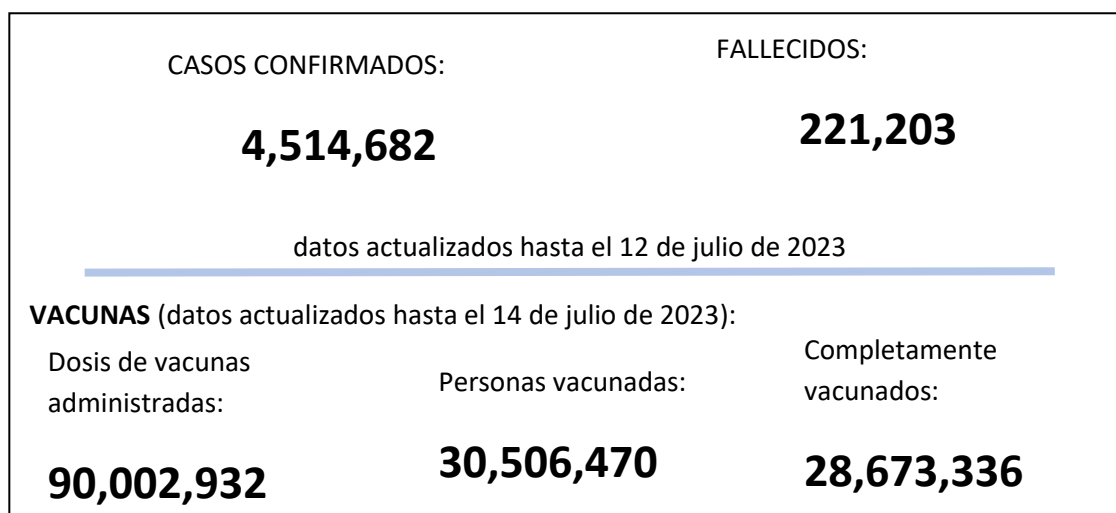 CASOS CONFIRMADOS:
4,514,682
FALLECIDOS:
221,203
datos actualizados hasta el 12 de julio de 2023
VACUNAS (datos actualizados hasta el 14 de julio de 2023):
Dosis de vacunas
administradas:
90,002,932
Personas vacunadas:
30,506,470
Completamente
vacunados:
28,673,336